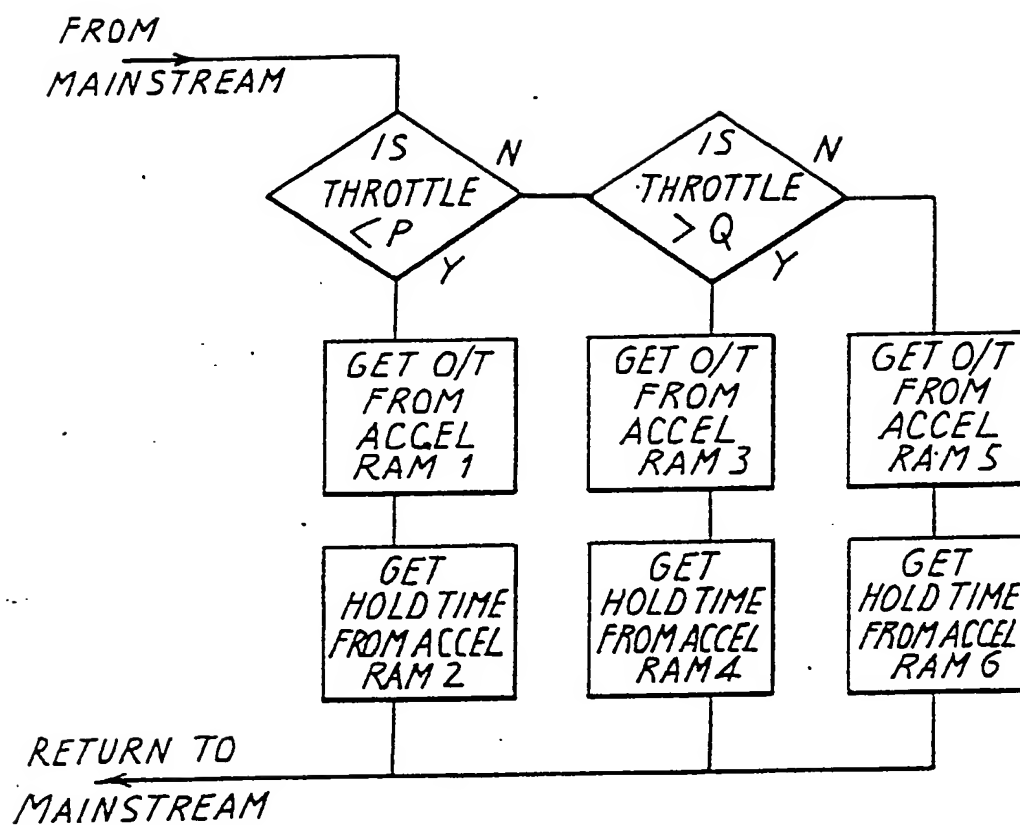 FROM
MAINSTREAM
IS
THROTTLE
< P
N
Y
IS
THROTTLE
> Q
N
Y
GET O/T
FROM
ACCEL
RAM 1
GET O/T
FROM
ACCEL
RAM 3
GET O/T
FROM
ACCEL
RAM 5
GET
HOLD TIME
FROM ACCEL
RAM 2
GET
HOLD TIME
FROM ACCEL
RAM 4
GET
HOLD TIME
FROM ACCEL
RAM 6
RETURN TO
MAINSTREAM